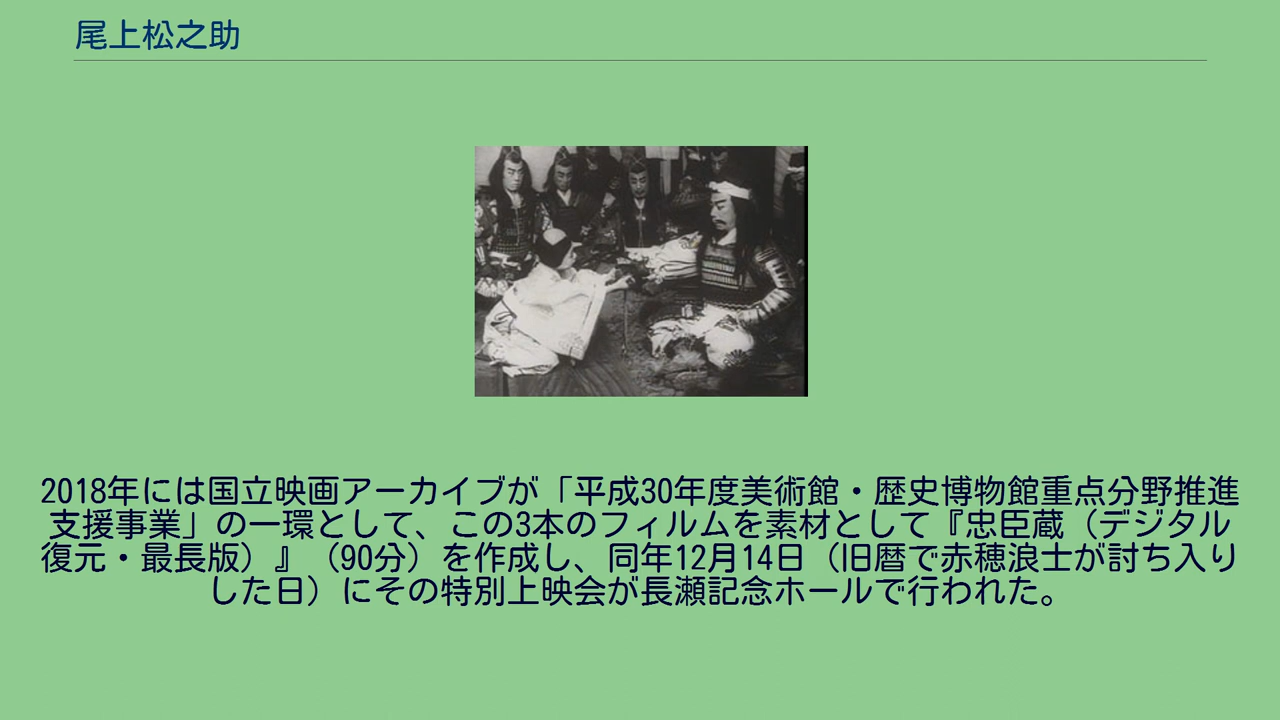 尾上松之助
2018年には国立映画アーカイブが「平成30年度美術館・歴史博物館重点分野推進
支援事業」の一環として、この3本のフィルムを素材として『忠臣蔵（デジタル
復元・最長版）』（90分）を作成し、同年12月14日（旧暦で赤穂浪士が討ち入り
した日）にその特別上映会が長瀬記念ホールで行われた。